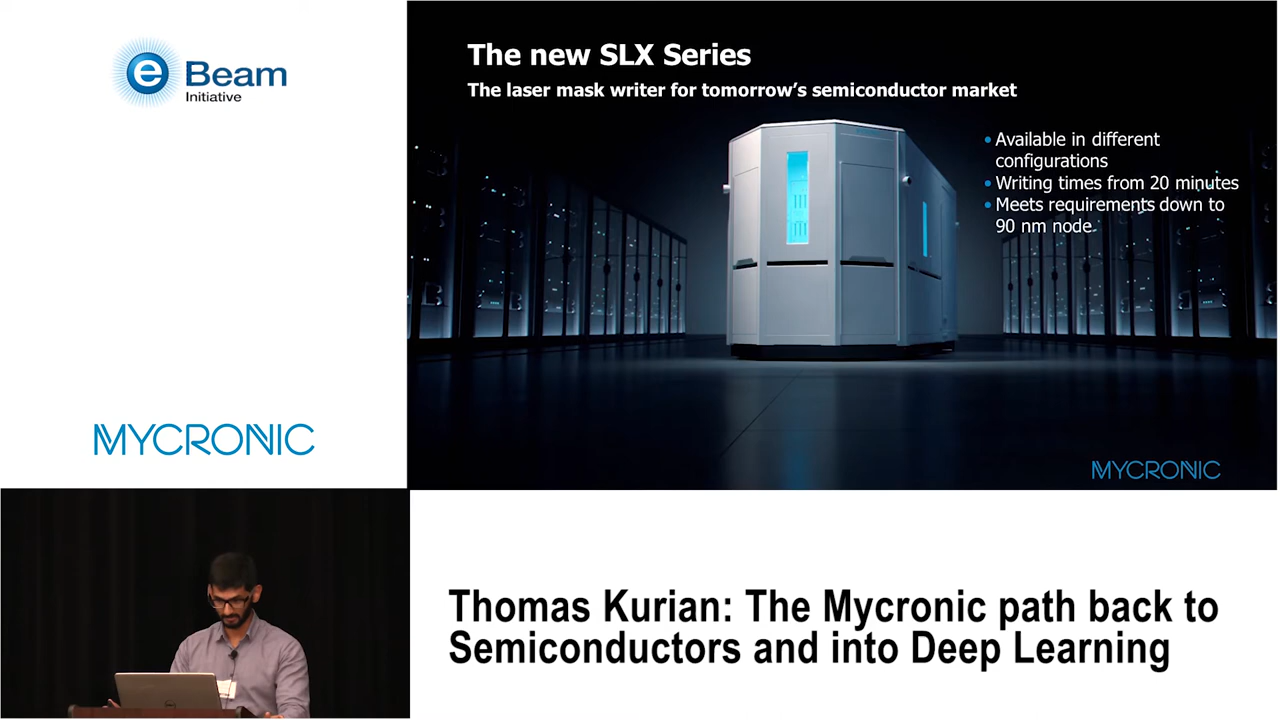 e Beam
Initiative
MYCRONIC
The new SLX Series
The laser mask writer for tomorrow's semiconductor market
Available in different
configurations
Writing times from 20 minutes
Meets requirements down to
90 nm node
MYCRONIC
Thomas Kurian: The Mycronic path back to
Semiconductors and into Deep Learning